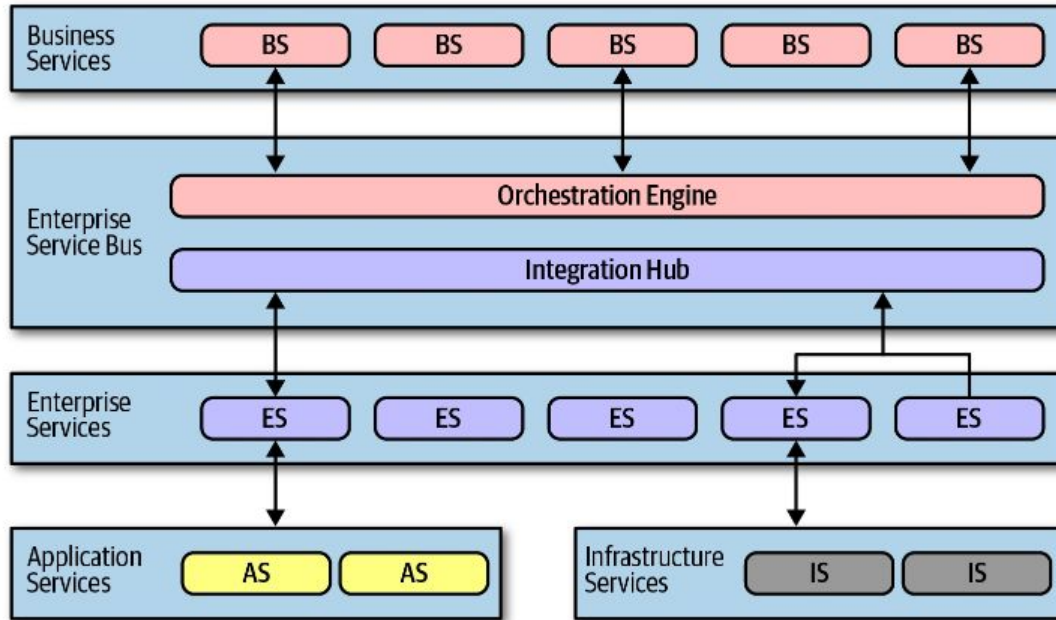 Business
Services
BS BS BS BS BS
Orchestration Engine
Enterprise
Service Bus
Integration Hub
Enterprise
Services
ES ES ES ES ES
Application
Services
AS AS
Infrastructure
Services
IS IS